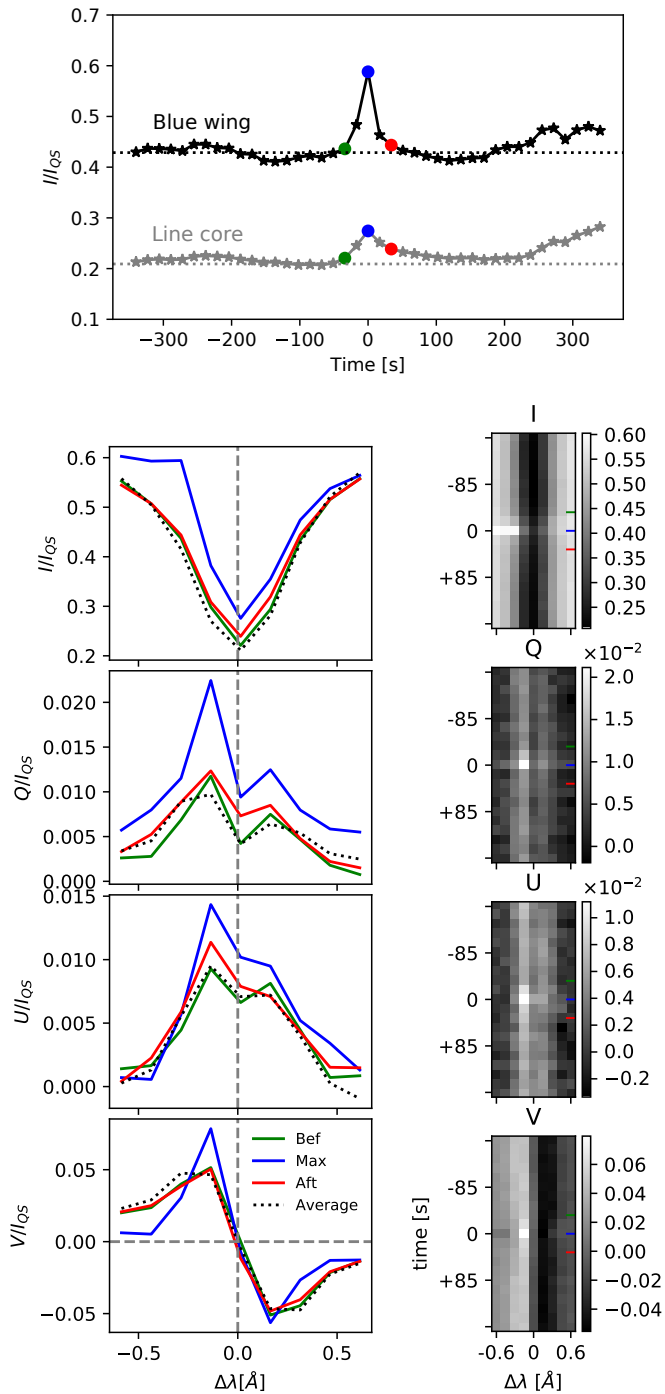 0.7
0.6
0.5
0.4
0.3
0.2
0.1
I/I_QS
Blue wing
Line core
−300 −200 −100 0 100 200 300
Time [s]
0.6
0.5
0.4
0.3
0.2
I/I_QS
I
-85
0
+85
0.60
0.55
0.50
0.45
0.40
0.35
0.30
0.25
0.020
0.015
0.010
0.005
0.000
Q/I_QS
Q
×10⁻²
-85
0
+85
2.0
1.5
1.0
0.5
0.0
0.015
0.010
0.005
0.000
U/I_QS
U
×10⁻²
-85
0
+85
1.0
0.8
0.6
0.4
0.2
0.0
−0.2
0.05
0.00
−0.05
V/I_QS
Bef
Max
Aft
Average
−0.5 0.0 0.5
Δλ[Å]
V
time [s]
-85
0
+85
0.06
0.04
0.02
0.00
−0.02
−0.04
-0.6 0 0.6
Δλ [Å]